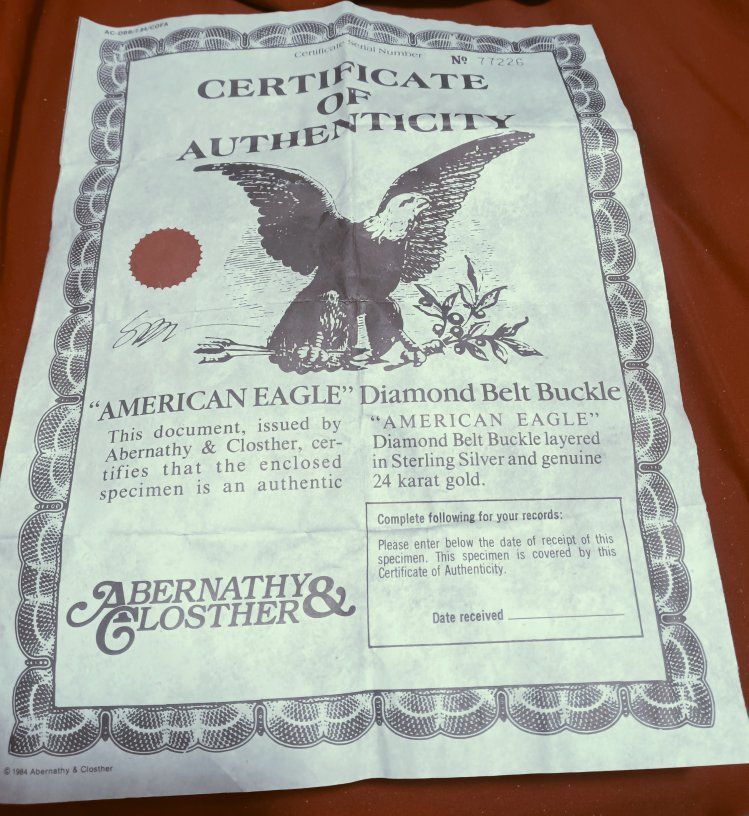 AC-DBB/7.84/COFA
Certificate Serial Number
№ 77226
CERTIFICATE
OF
AUTHENTICITY
“AMERICAN EAGLE” Diamond Belt Buckle
This document, issued by
Abernathy & Closther, cer-
tifies that the enclosed
specimen is an authentic
“AMERICAN EAGLE”
Diamond Belt Buckle layered
in Sterling Silver and genuine
24 karat gold.
Complete following for your records:
Please enter below the date of receipt of this
specimen. This specimen is covered by this
Certificate of Authenticity.
Date received
ABERNATHY &
CLOSTHER
© 1984 Abernathy & Closther